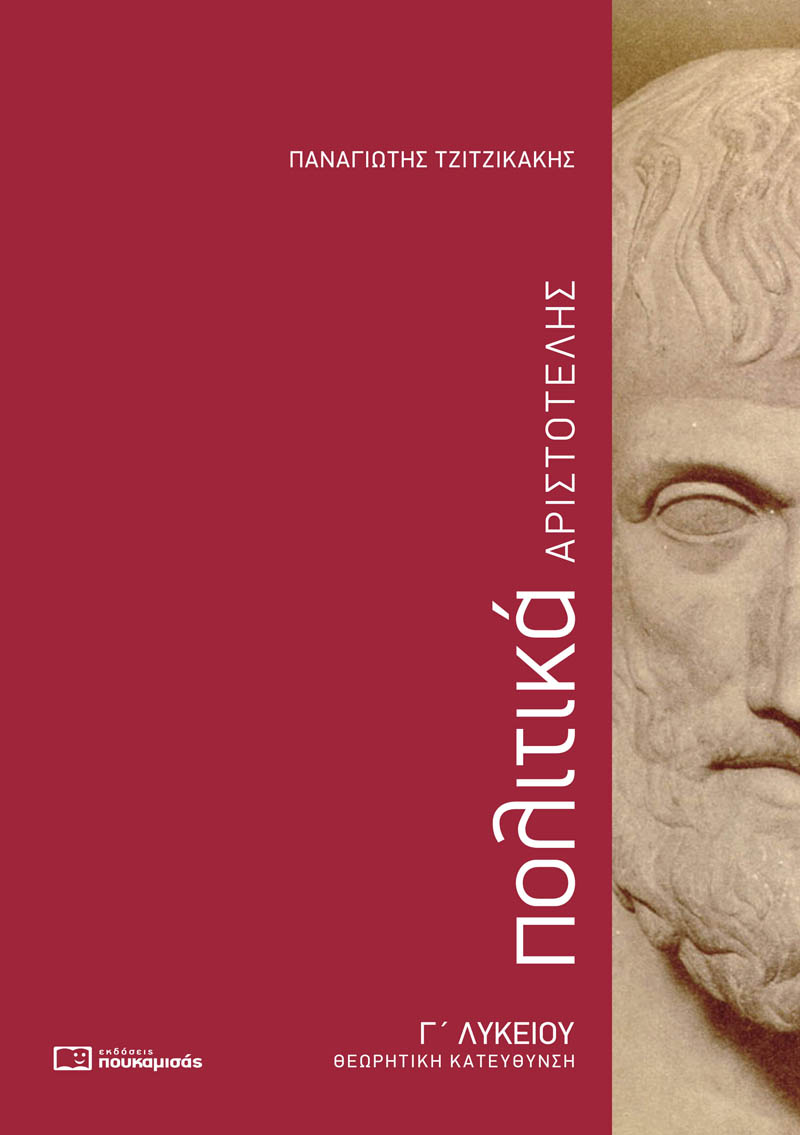 ΠΑΝΑΓΙΩΤΗΣ ΤΖΙΤΖΙΚΑΚΗΣ
πολιτικά ΑΡΙΣΤΟΤΕΛΗΣ
Γ΄ ΛΥΚΕΙΟΥ
ΘΕΩΡΗΤΙΚΗ ΚΑΤΕΥΘΥΝΣΗ
εκδόσεις
πουκαμισάς